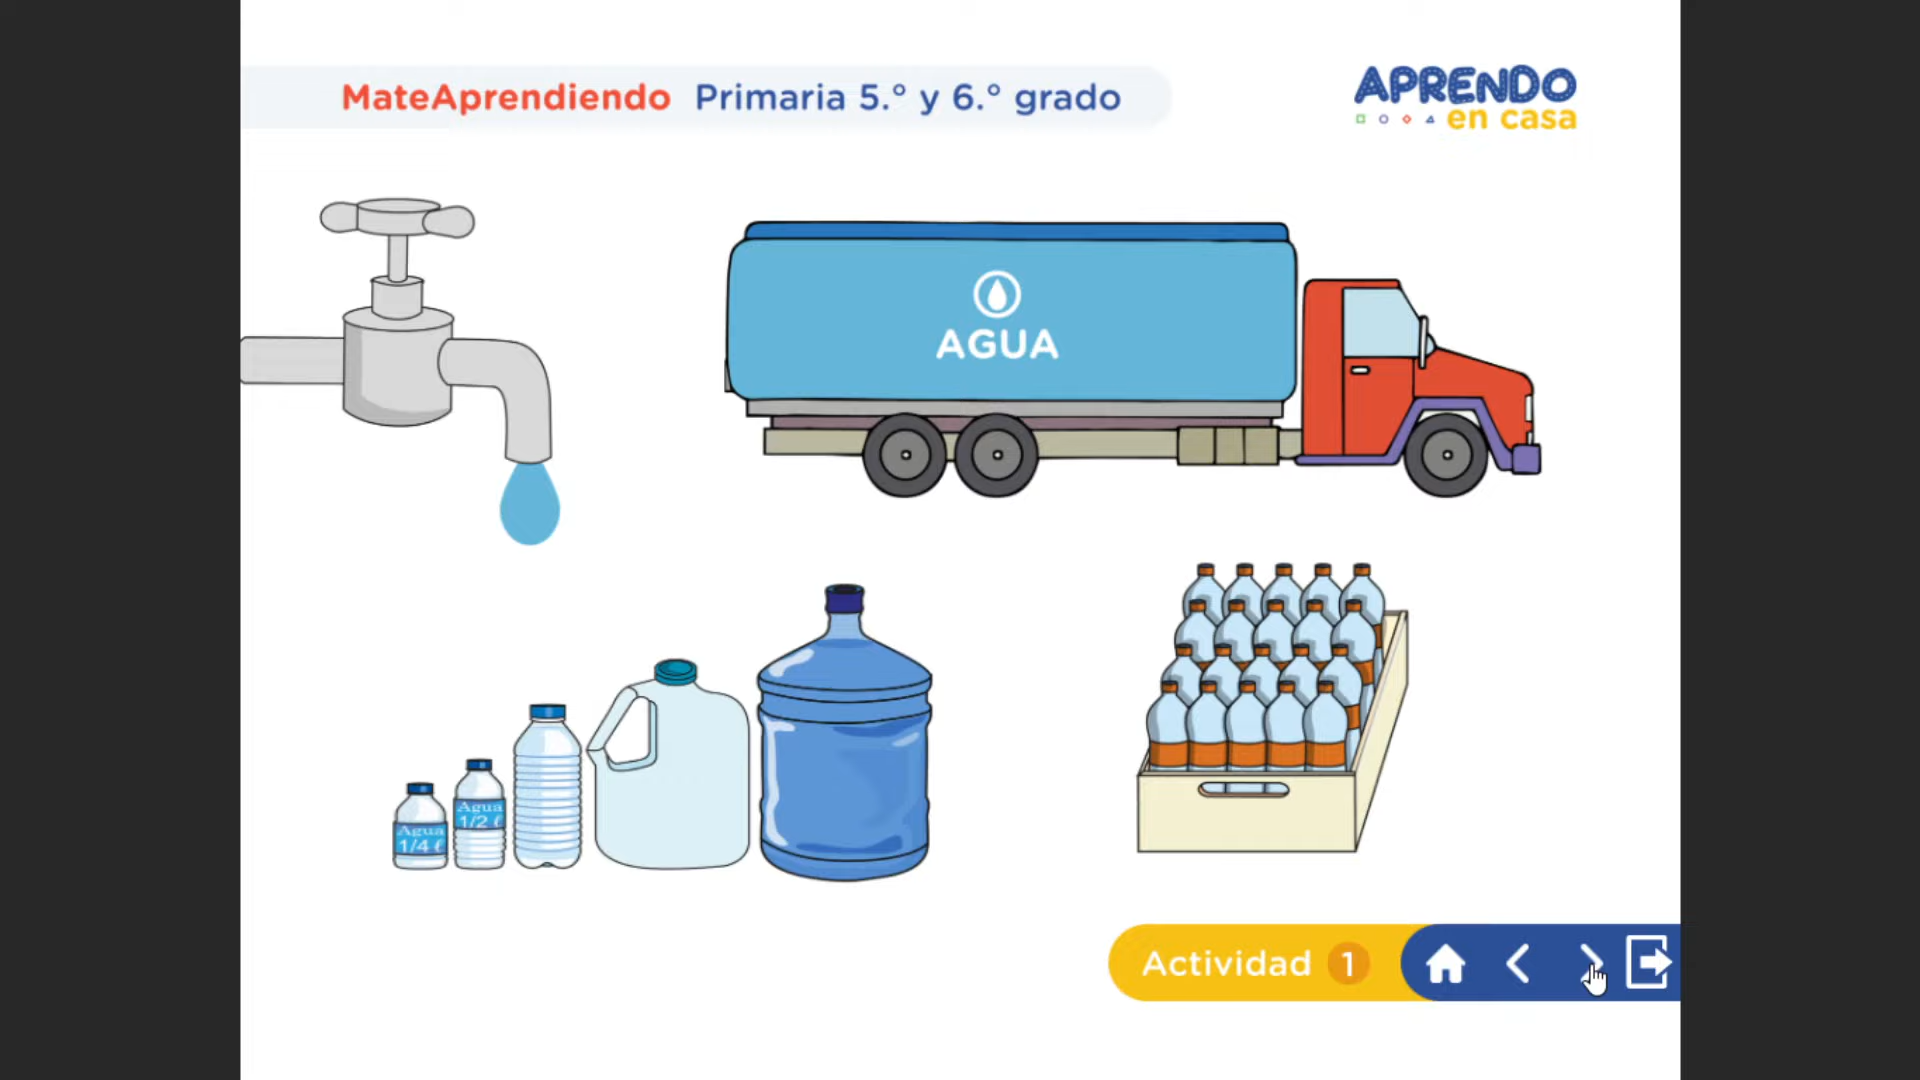 MateAprendiendo Primaria 5.° y 6.° grado
APRENDO
en casa
AGUA
Agua
1/4 ℓ
Agua
1/2 ℓ
Actividad 1